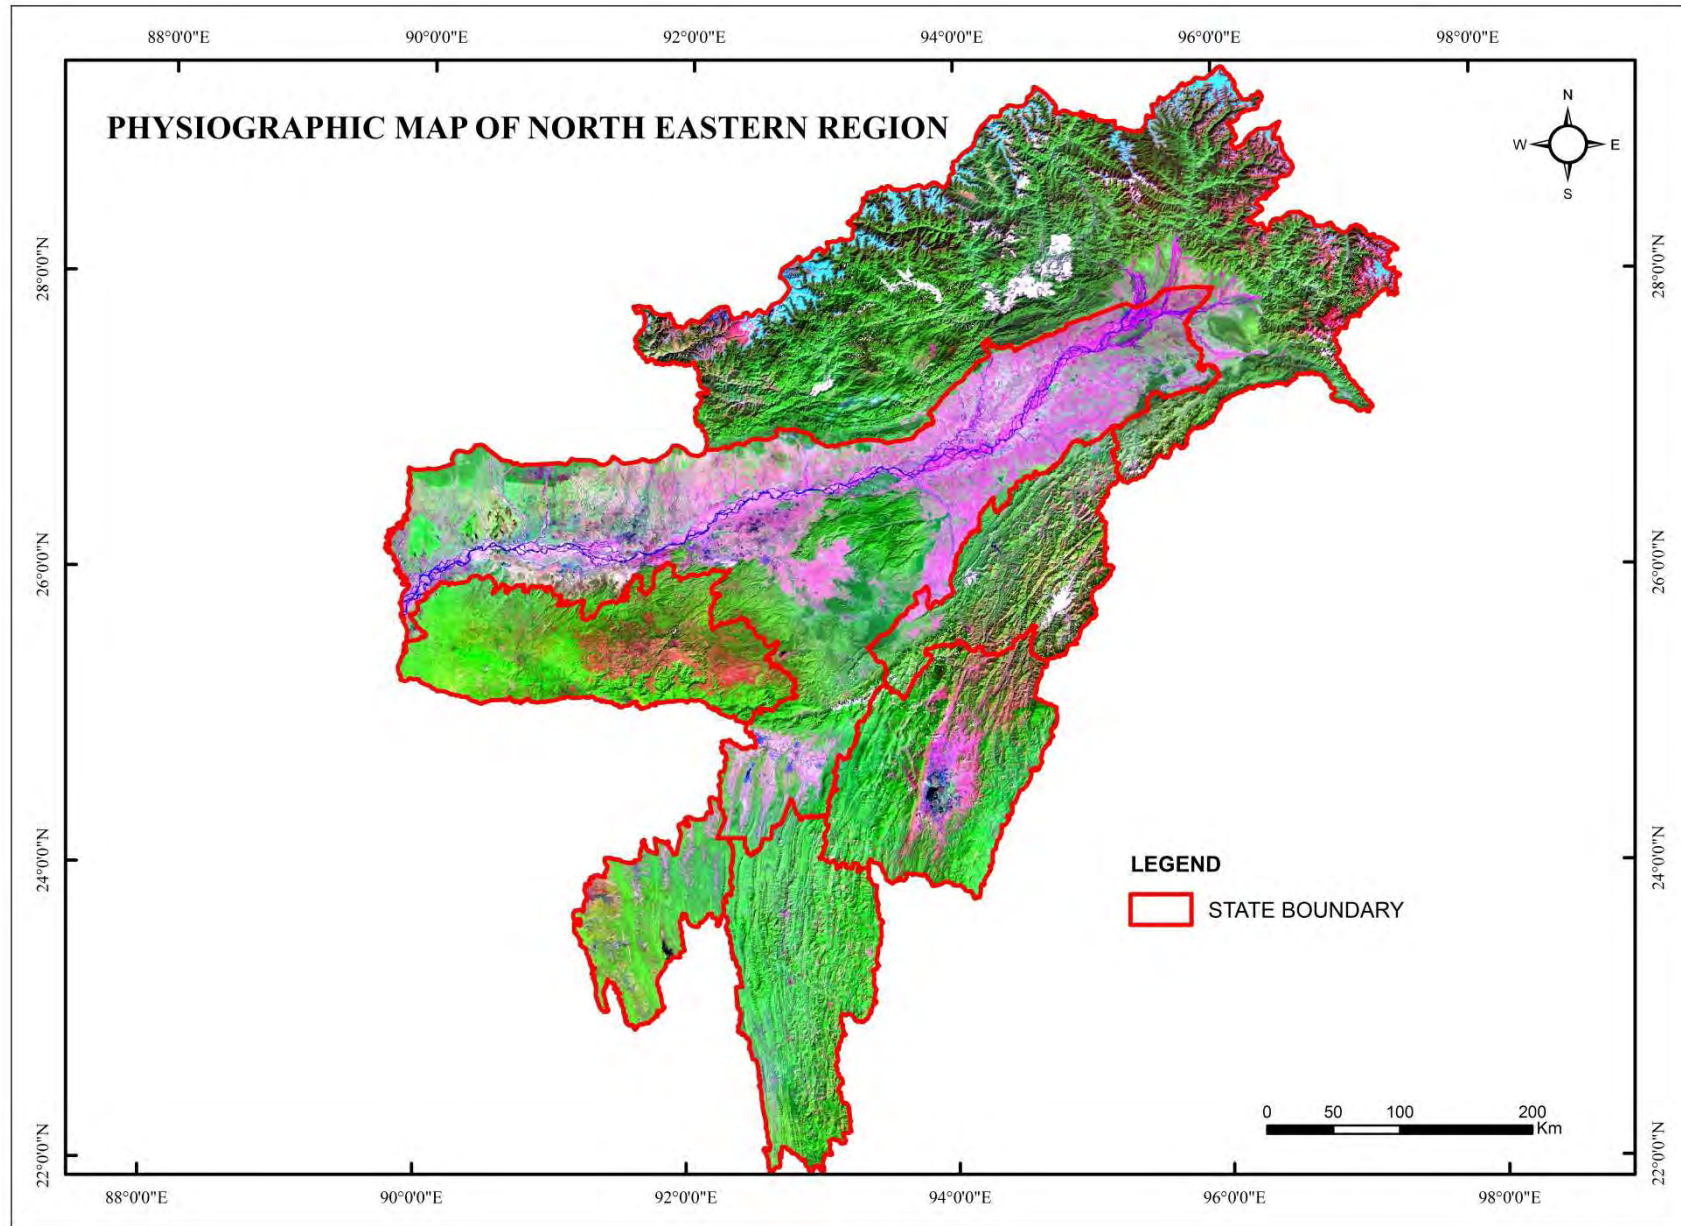 88°0'0"E 90°0'0"E 92°0'0"E 94°0'0"E 96°0'0"E 98°0'0"E
PHYSIOGRAPHIC MAP OF NORTH EASTERN REGION
N
W E
S
28°0'0"N 28°0'0"N
26°0'0"N 26°0'0"N
24°0'0"N 24°0'0"N
LEGEND
STATE BOUNDARY
0 50 100 200
Km
22°0'0"N 22°0'0"N
88°0'0"E 90°0'0"E 92°0'0"E 94°0'0"E 96°0'0"E 98°0'0"E